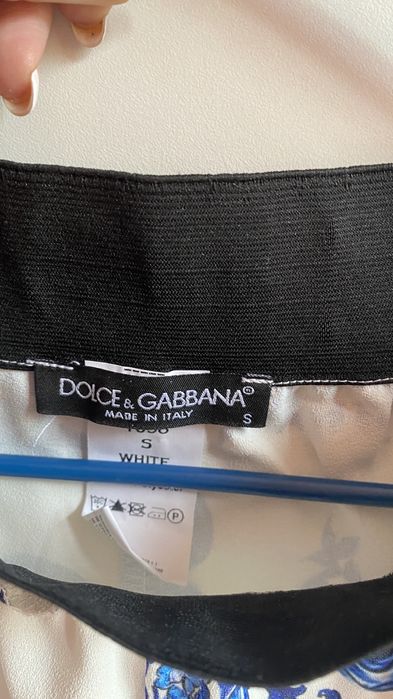 DOLCE & GABBANA
MADE IN ITALY
S
S
WHITE
P